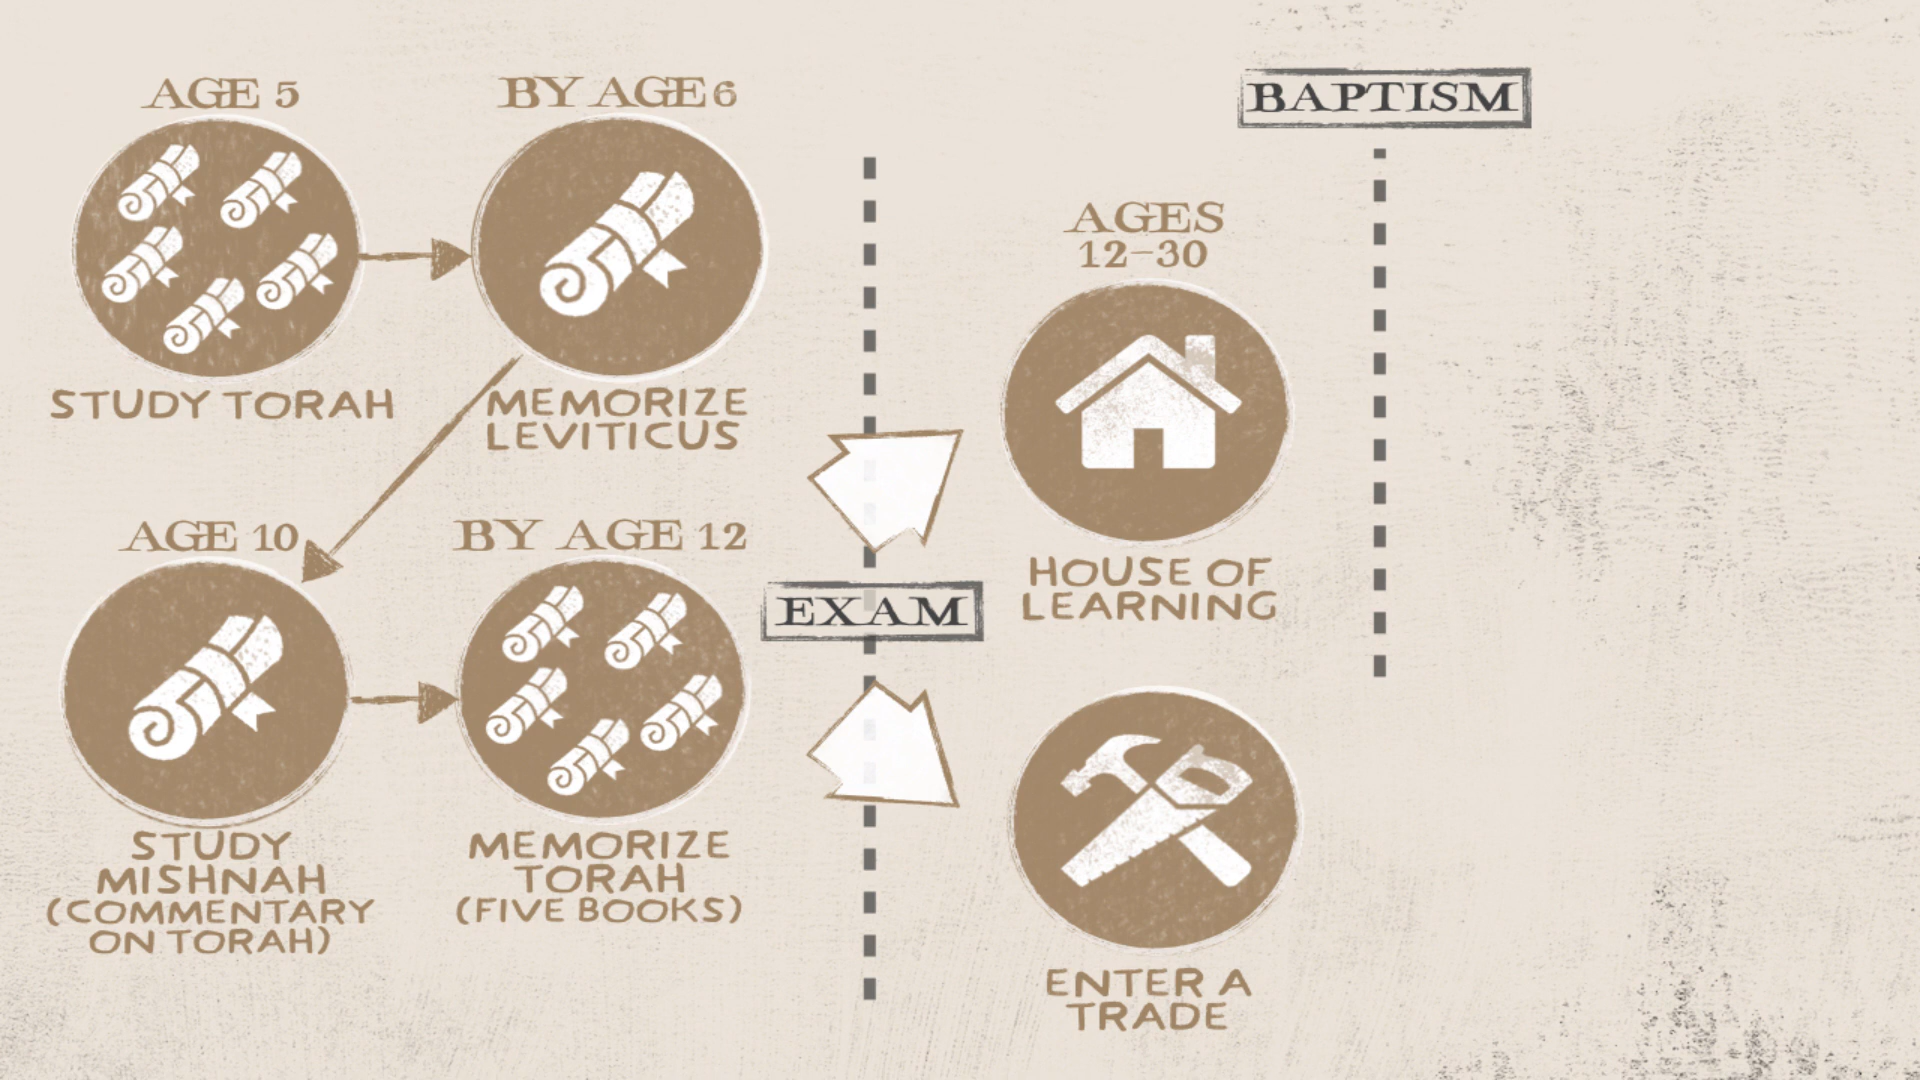 AGE 5
STUDY TORAH
BY AGE 6
MEMORIZE
LEVITICUS
AGE 10
STUDY
MISHNAH
(COMMENTARY
ON TORAH)
BY AGE 12
MEMORIZE
TORAH
(FIVE BOOKS)
EXAM
AGES
12–30
HOUSE OF
LEARNING
ENTER A
TRADE
BAPTISM